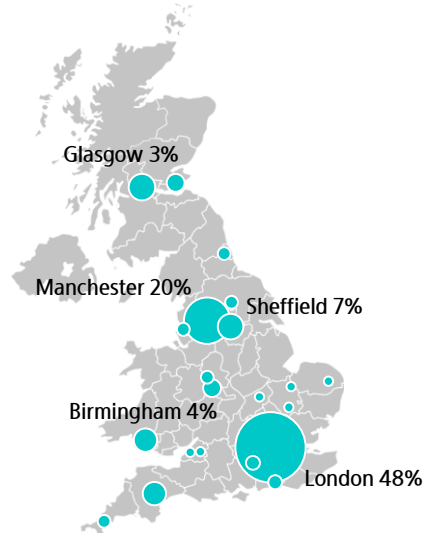 Glasgow 3%
Manchester 20%
Sheffield 7%
Birmingham 4%
London 48%